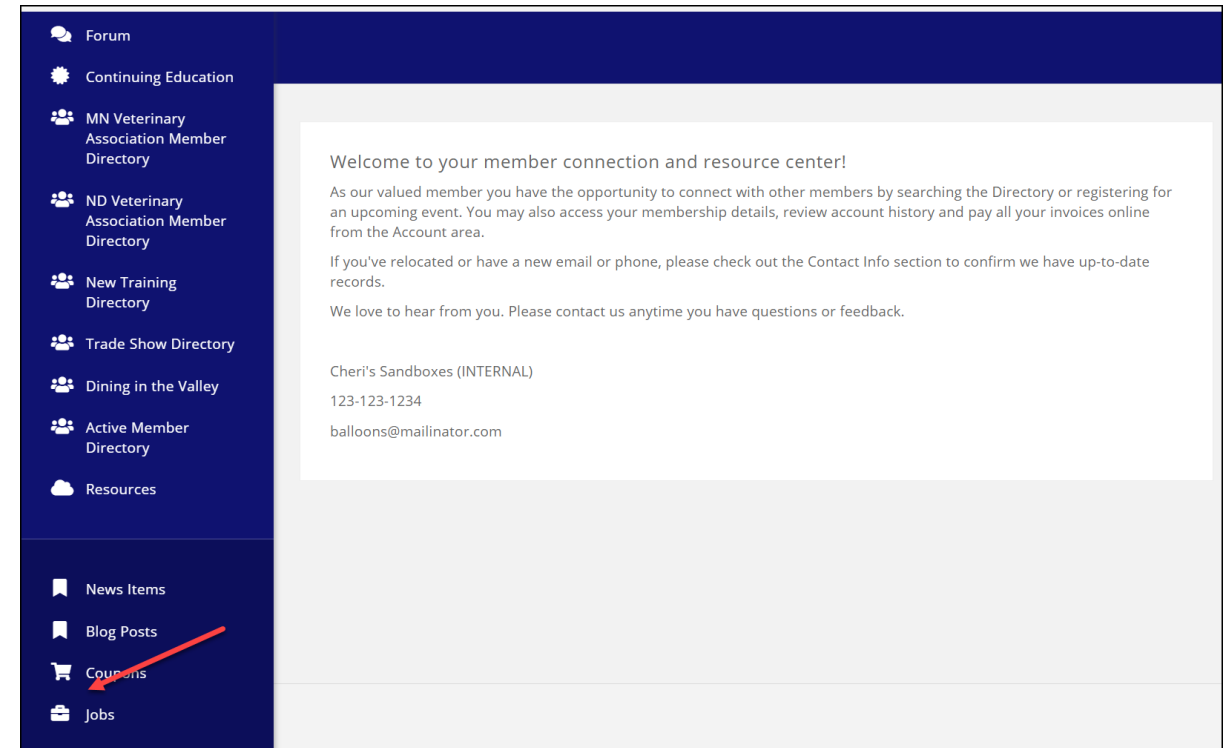 Forum
Continuing Education
MN Veterinary
Association Member
Directory
ND Veterinary
Association Member
Directory
New Training
Directory
Trade Show Directory
Dining in the Valley
Active Member
Directory
Resources
News Items
Blog Posts
Coupons
Jobs
Welcome to your member connection and resource center!
As our valued member you have the opportunity to connect with other members by searching the Directory or registering for
an upcoming event. You may also access your membership details, review account history and pay all your invoices online
from the Account area.
If you've relocated or have a new email or phone, please check out the Contact Info section to confirm we have up-to-date
records.
We love to hear from you. Please contact us anytime you have questions or feedback.
Cheri's Sandboxes (INTERNAL)
123-123-1234
balloons@mailinator.com